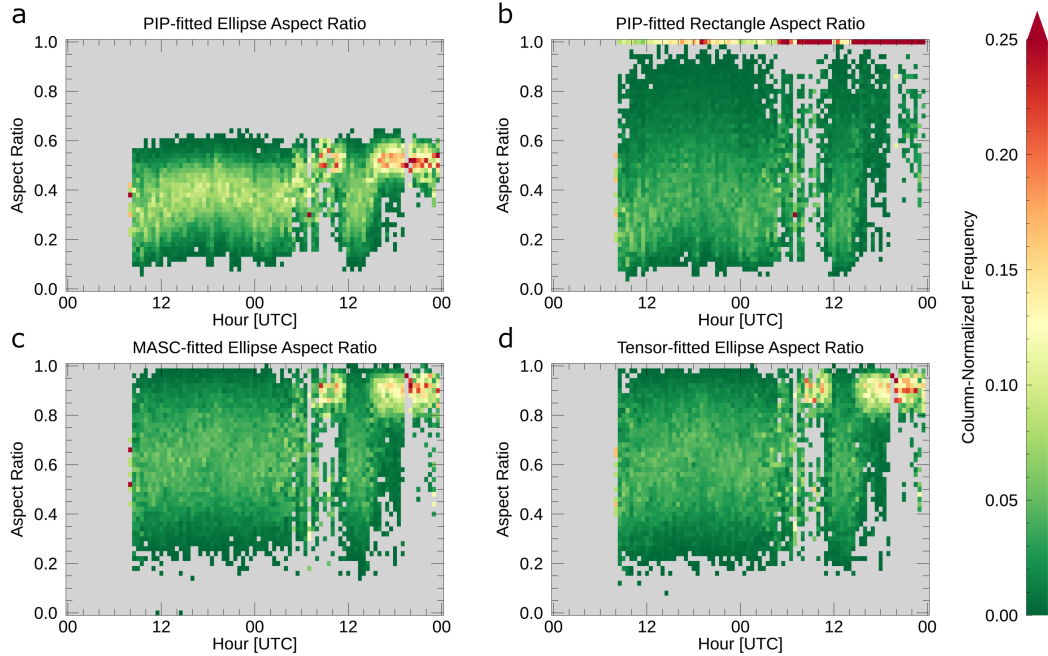 a
PIP-fitted Ellipse Aspect Ratio
1.0
0.8
0.6
0.4
0.2
0.0
Aspect Ratio
00
12
00
12
00
Hour [UTC]
b
PIP-fitted Rectangle Aspect Ratio
1.0
0.8
0.6
0.4
0.2
0.0
Aspect Ratio
00
12
00
12
00
Hour [UTC]
c
MASC-fitted Ellipse Aspect Ratio
1.0
0.8
0.6
0.4
0.2
0.0
Aspect Ratio
00
12
00
12
00
Hour [UTC]
d
Tensor-fitted Ellipse Aspect Ratio
1.0
0.8
0.6
0.4
0.2
0.0
Aspect Ratio
00
12
00
12
00
Hour [UTC]
0.25
0.20
0.15
0.10
0.05
0.00
Column-Normalized Frequency